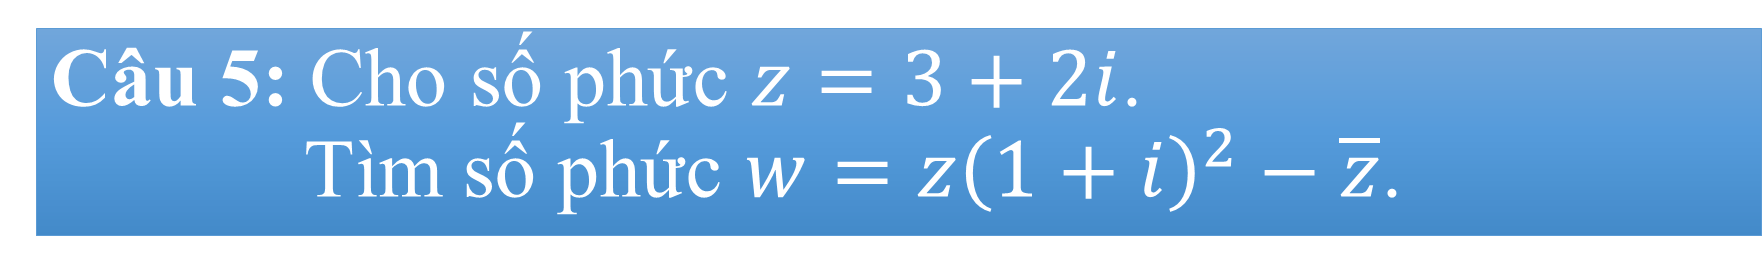 Câu 5: Cho số phức z = 3 + 2i.
Tìm số phức w = z(1 + i)² − z̅.